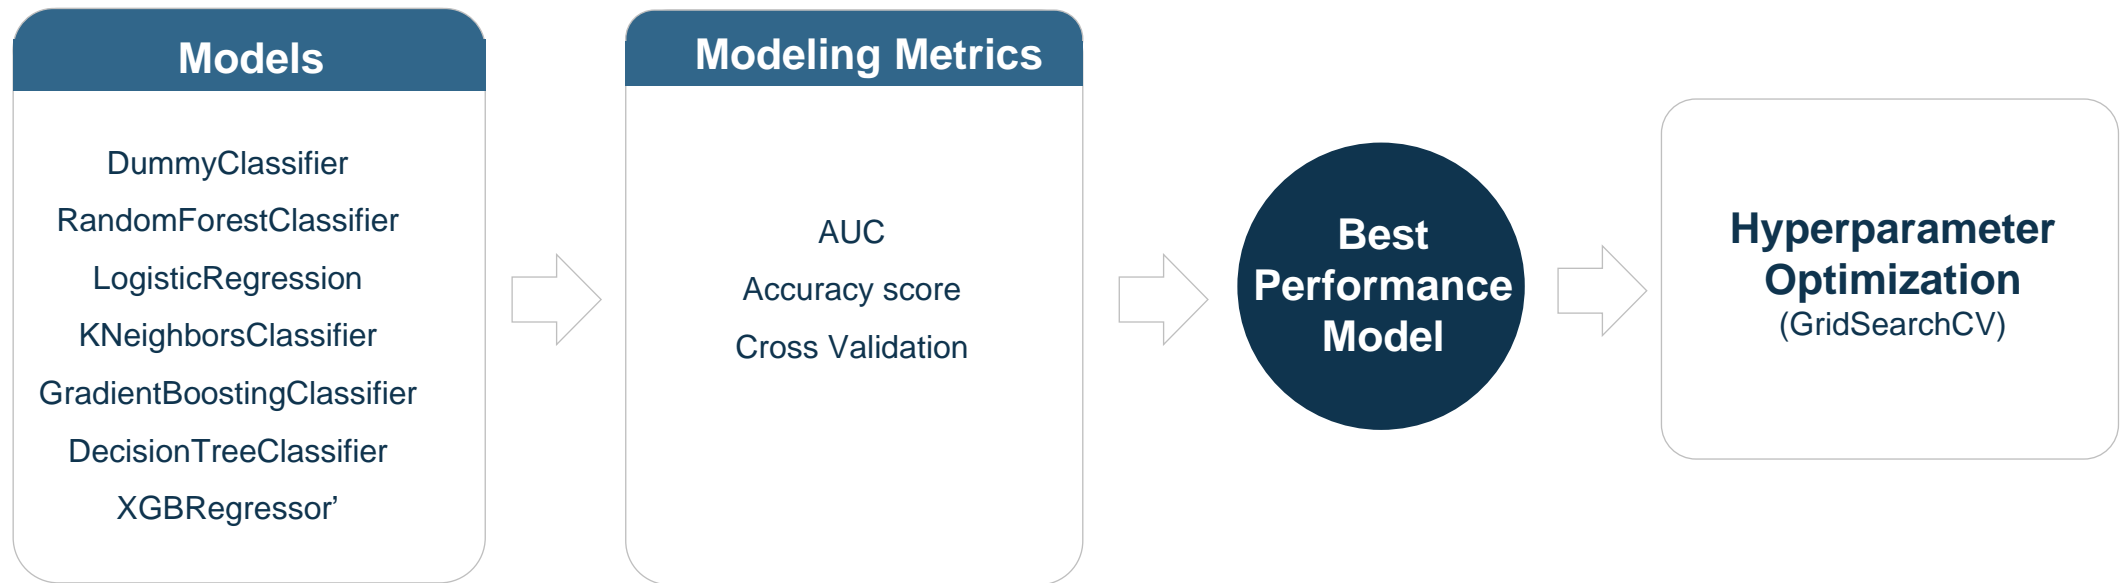 Models
DummyClassifier
RandomForestClassifier
LogisticRegression
KNeighborsClassifier
GradientBoostingClassifier
DecisionTreeClassifier
XGBRegressor’
Modeling Metrics
AUC
Accuracy score
Cross Validation
Best
Performance
Model
Hyperparameter
Optimization
(GridSearchCV)